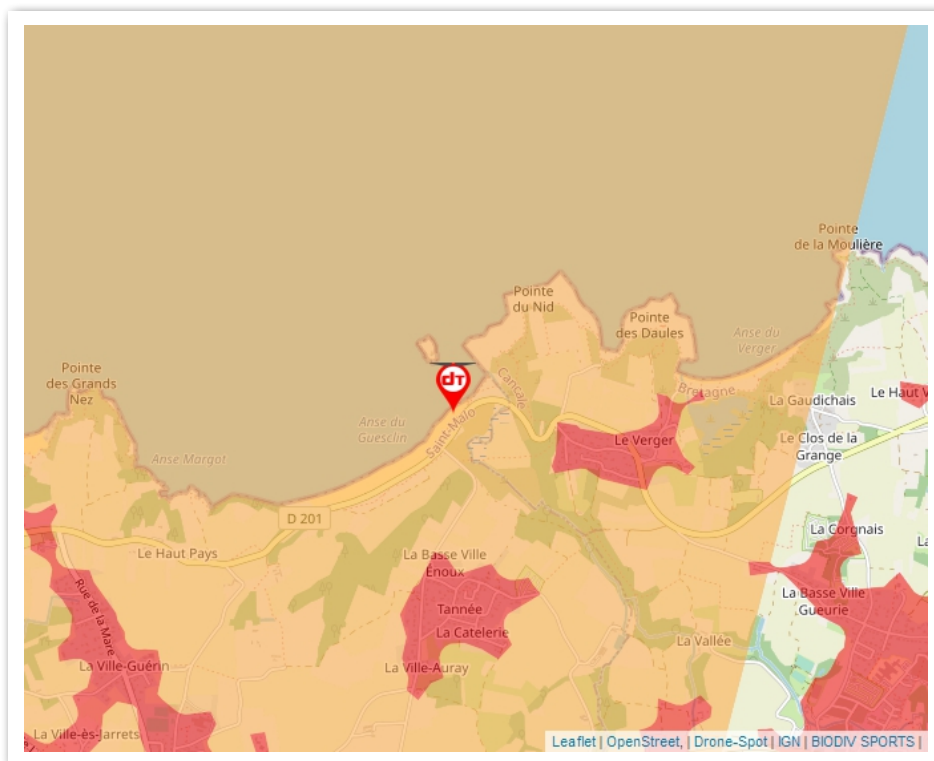 Pointe
de la Moulière
Pointe
du Nid
Pointe
des Daules
Anse du
Verger
Pointe
des Grands
Nez
Cancale
Bretagne
La Gaudichais
Le Haut V
dT
Anse du
Guesclin
Saint-Malo
Le Verger
Le Clos de la
Grange
Anse Margot
D 201
La Corgnais
La
Le Haut Pays
La Basse Ville
Énoux
Rue de la Mare
La Basse Ville
Gueurie
Tannée
La Catelerie
La Vallée
La Ville-Guérin
La Ville-Auray
La Ville-ès-Jarrets
Leaflet | OpenStreet, | Drone-Spot | IGN | BIODIV SPORTS |